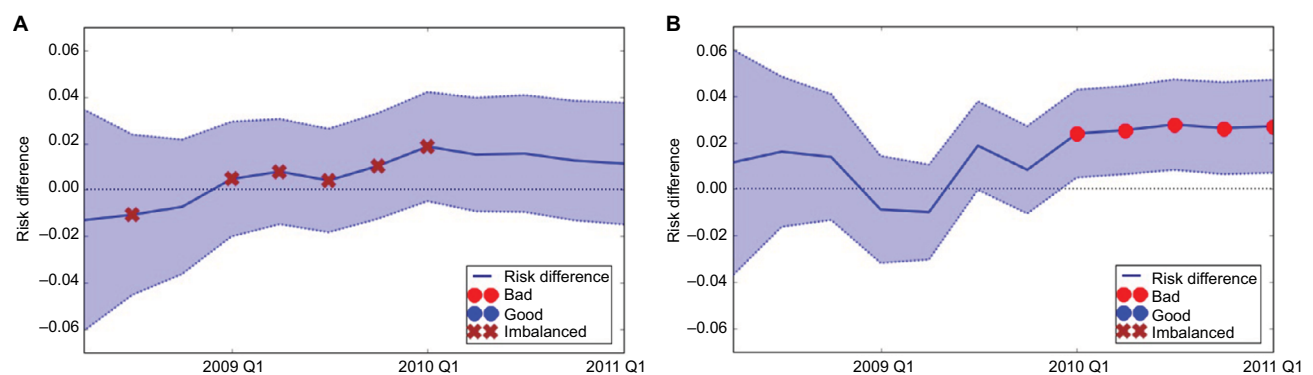 A
Risk difference
0.06
0.04
0.02
0.00
–0.02
–0.04
–0.06
2009 Q1
2010 Q1
2011 Q1
Risk difference
Bad
Good
Imbalanced
B
Risk difference
0.06
0.04
0.02
0.00
–0.02
–0.04
–0.06
2009 Q1
2010 Q1
2011 Q1
Risk difference
Bad
Good
Imbalanced